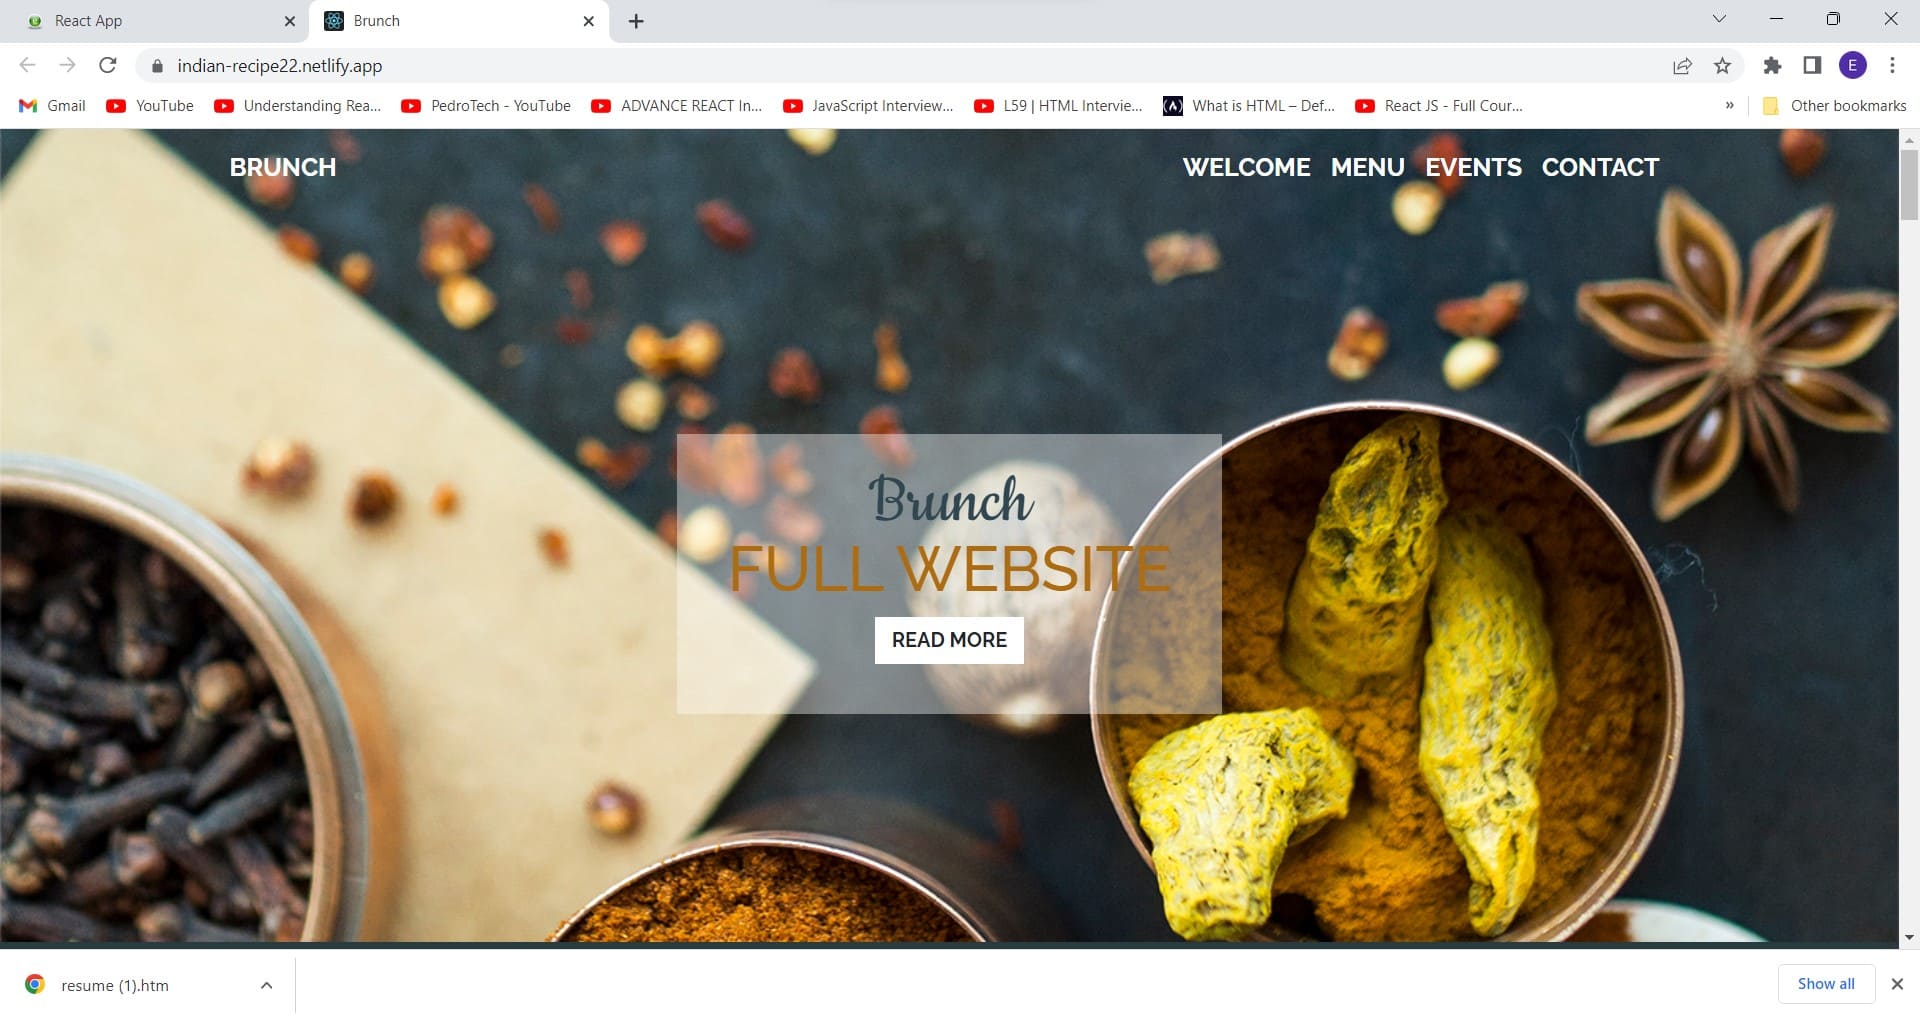 React App
Brunch
indian-recipe22.netlify.app
E
Gmail
YouTube
Understanding Rea...
PedroTech - YouTube
ADVANCE REACT In...
JavaScript Interview...
L59 | HTML Intervie...
What is HTML – Def...
React JS - Full Cour...
»
Other bookmarks
BRUNCH
WELCOME MENU EVENTS CONTACT
Brunch
FULL WEBSITE
READ MORE
resume (1).htm
Show all